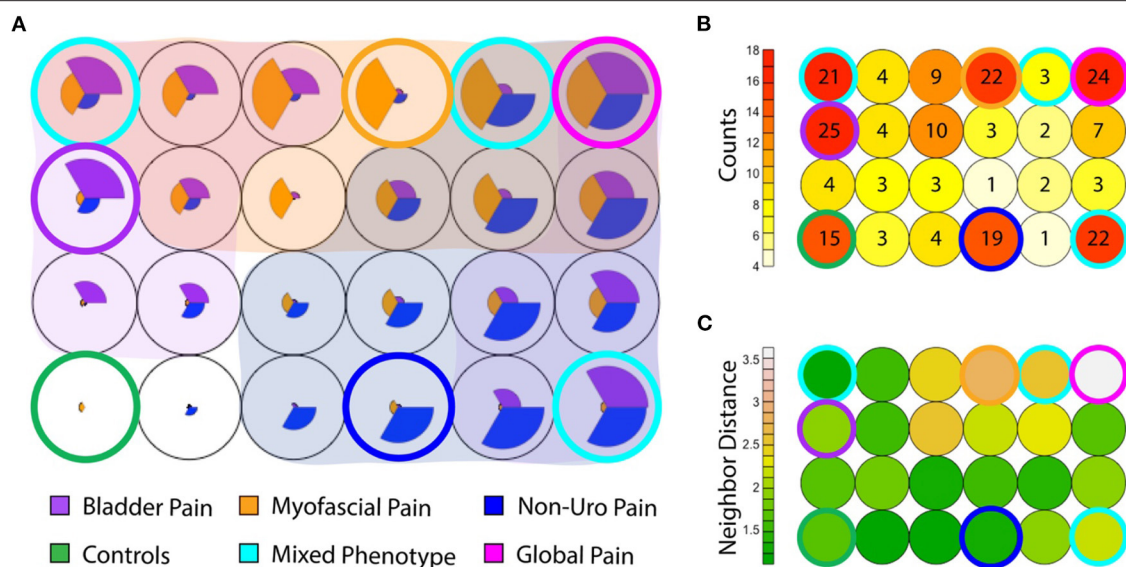 A
Bladder Pain
Myofascial Pain
Non-Uro Pain
Controls
Mixed Phenotype
Global Pain
B
Counts
18
16
14
12
10
8
6
4
21 4 9 22 3 24
25 4 10 3 2 7
4 3 3 1 2 3
15 3 4 19 1 22
C
Neighbor Distance
3.5
3
2.5
2
1.5